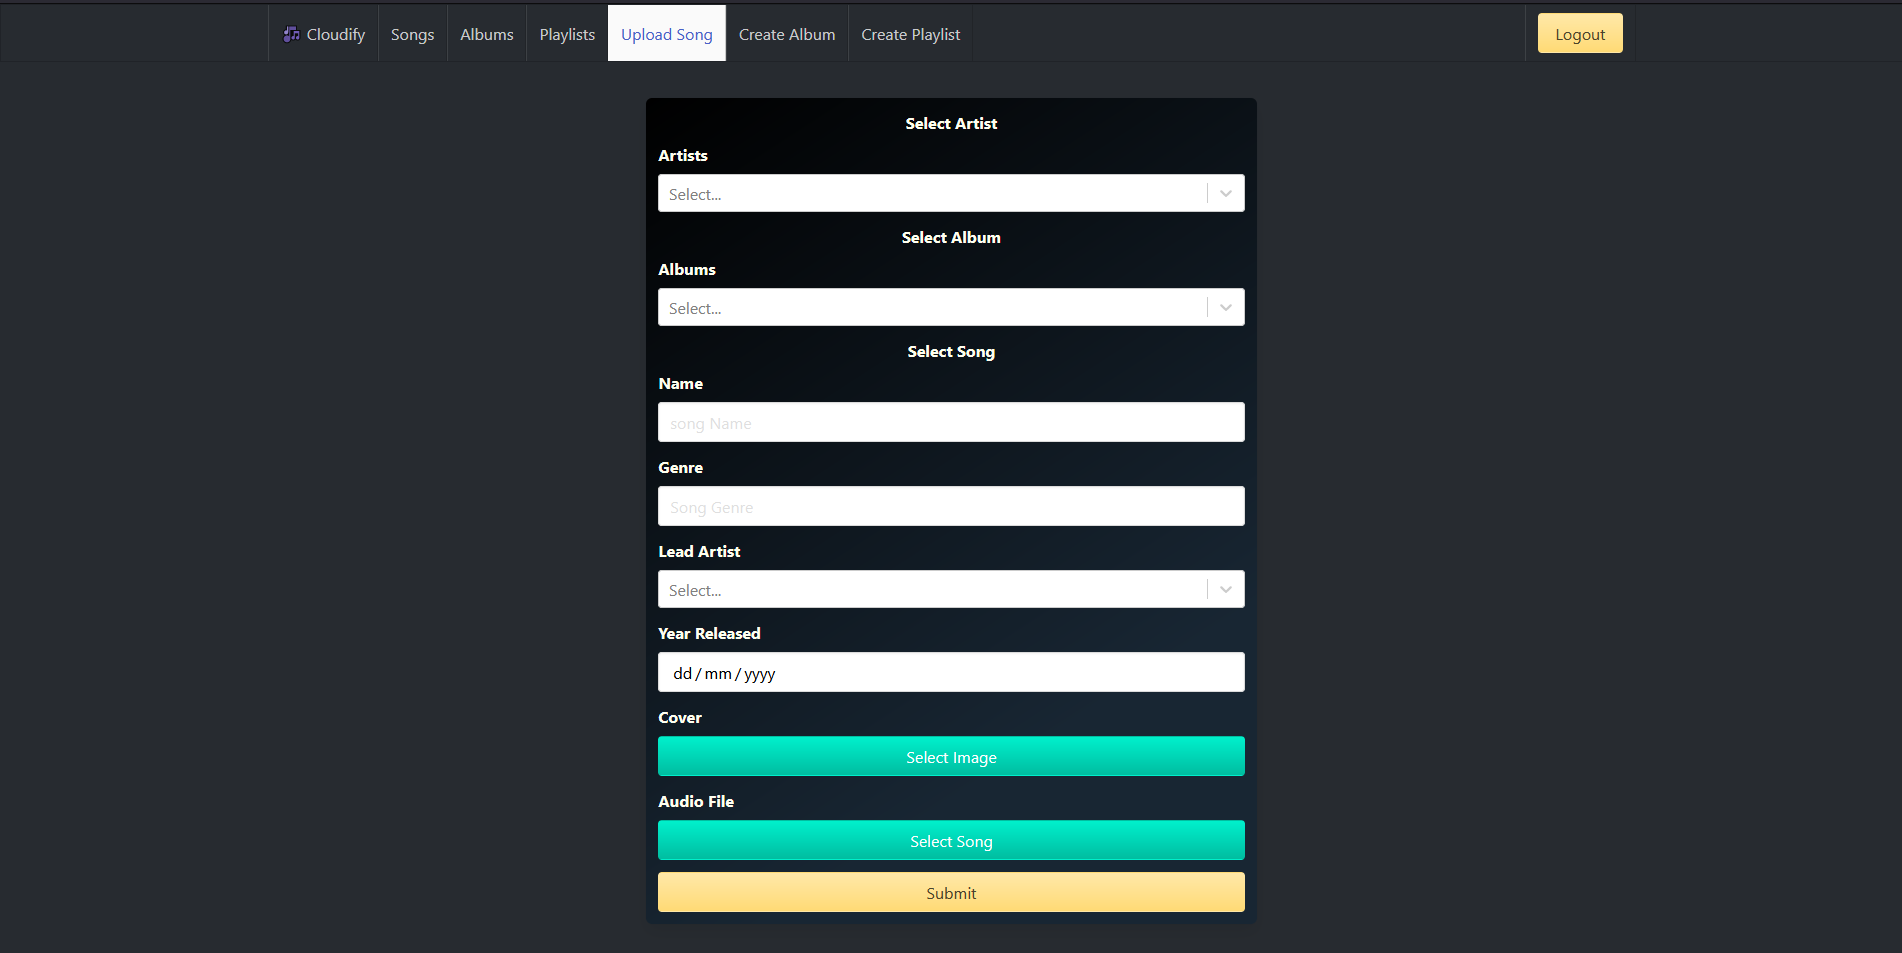 Cloudify Songs Albums Playlists Upload Song Create Album Create Playlist Logout
Select Artist
Artists
Select...
Select Album
Albums
Select...
Select Song
Name
song Name
Genre
Song Genre
Lead Artist
Select...
Year Released
dd/mm/yyyy
Cover
Select Image
Audio File
Select Song
Submit